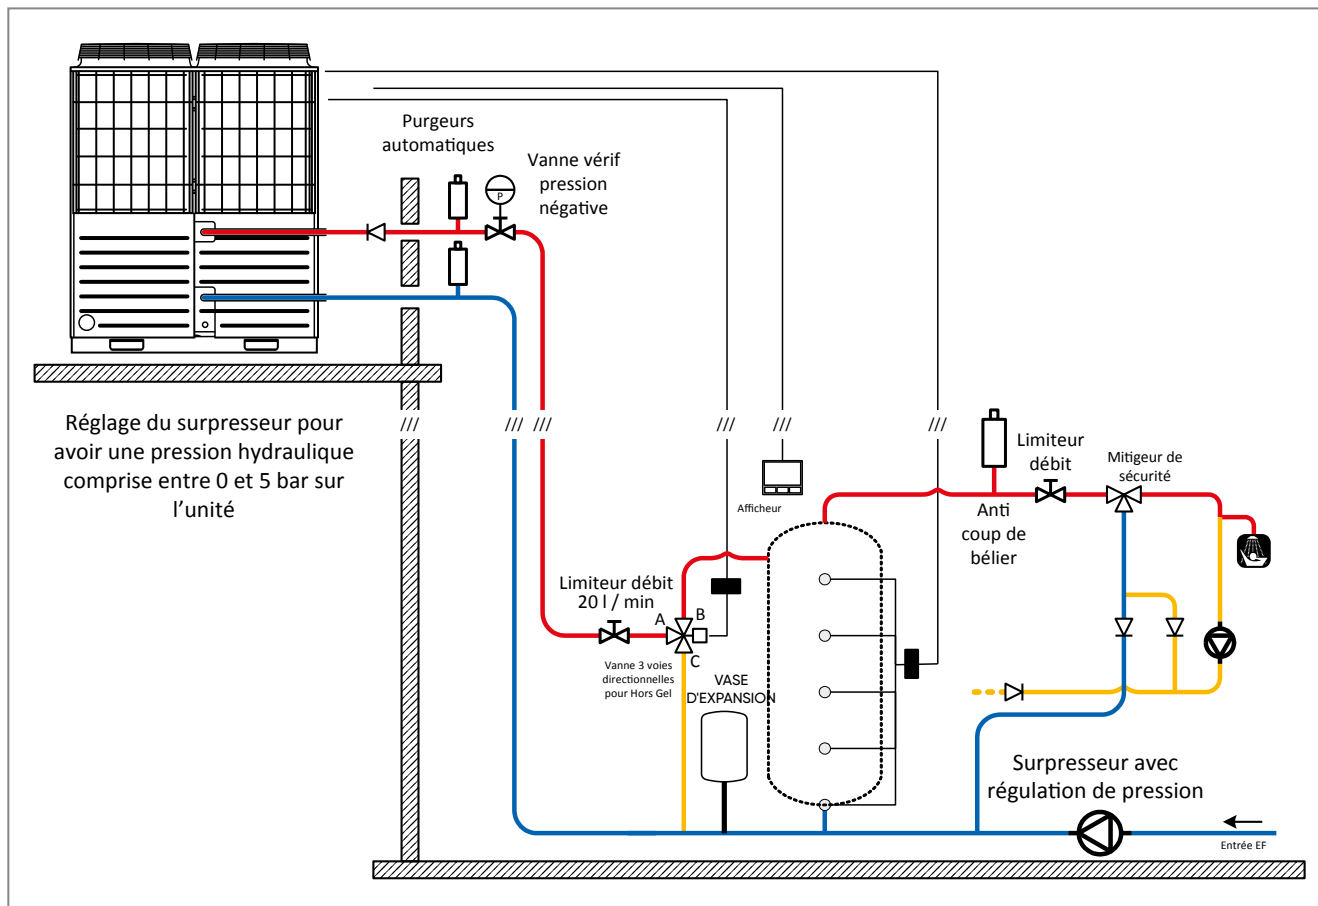 Purgeurs
automatiques
Vanne vérif
pression
négative
P
Réglage du surpresseur pour
avoir une pression hydraulique
comprise entre 0 et 5 bar sur
l’unité
Afficheur
Limiteur
débit
Mitigeur de
sécurité
Anti
coup de
bélier
Limiteur débit
20 l / min
A
B
C
Vanne 3 voies
directionnelles
pour Hors Gel
VASE
D'EXPANSION
Surpresseur avec
régulation de pression
Entrée EF